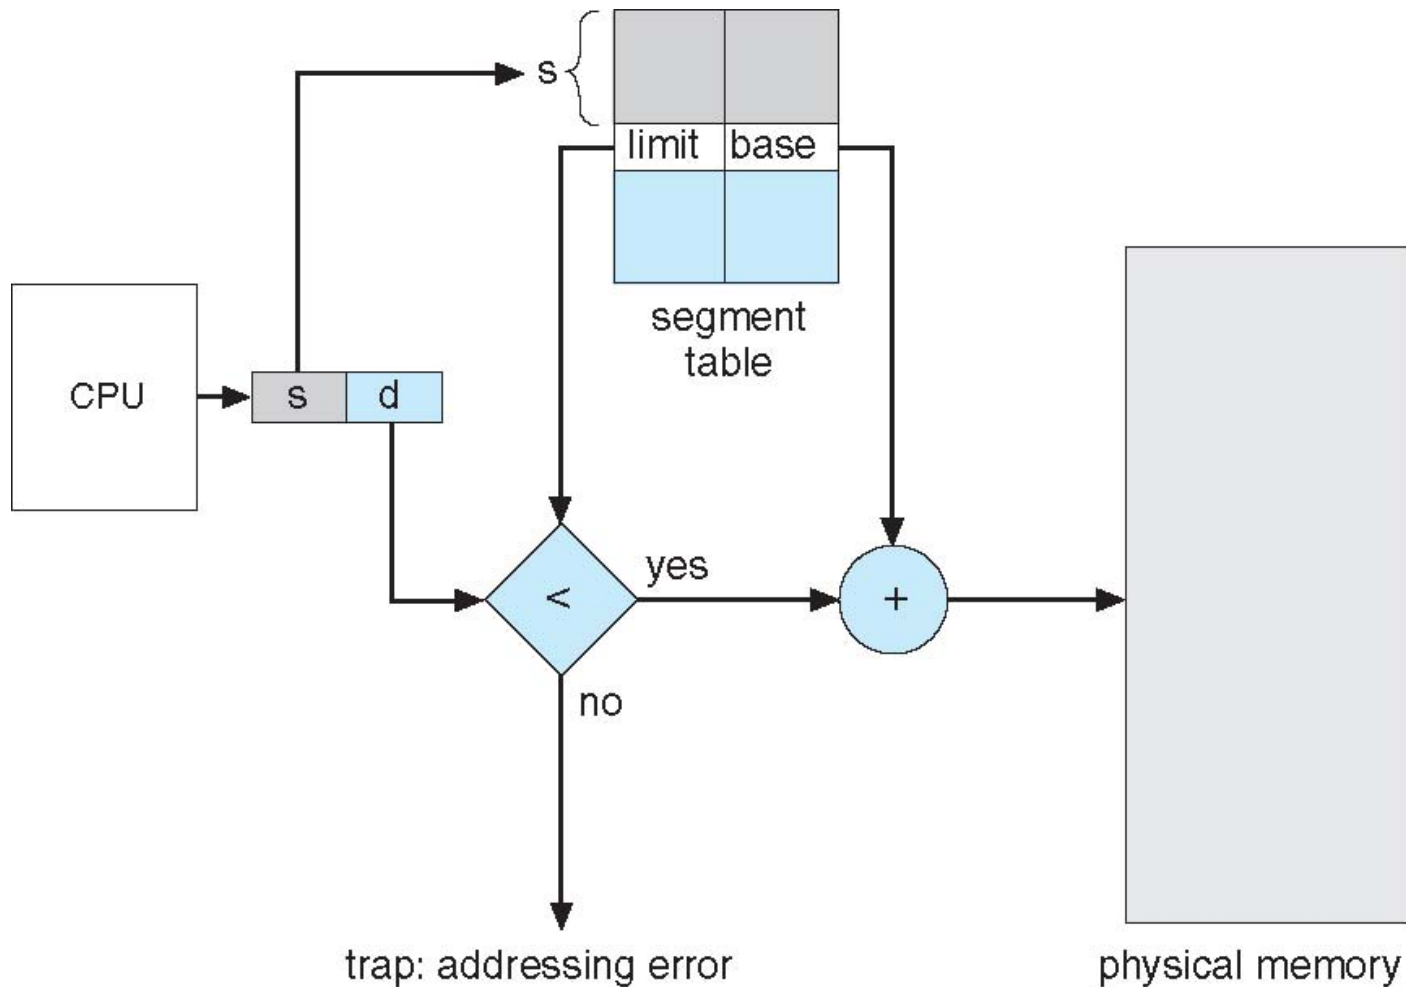 s
limit base
segment
table
CPU
s d
yes
<
+
no
trap: addressing error
physical memory